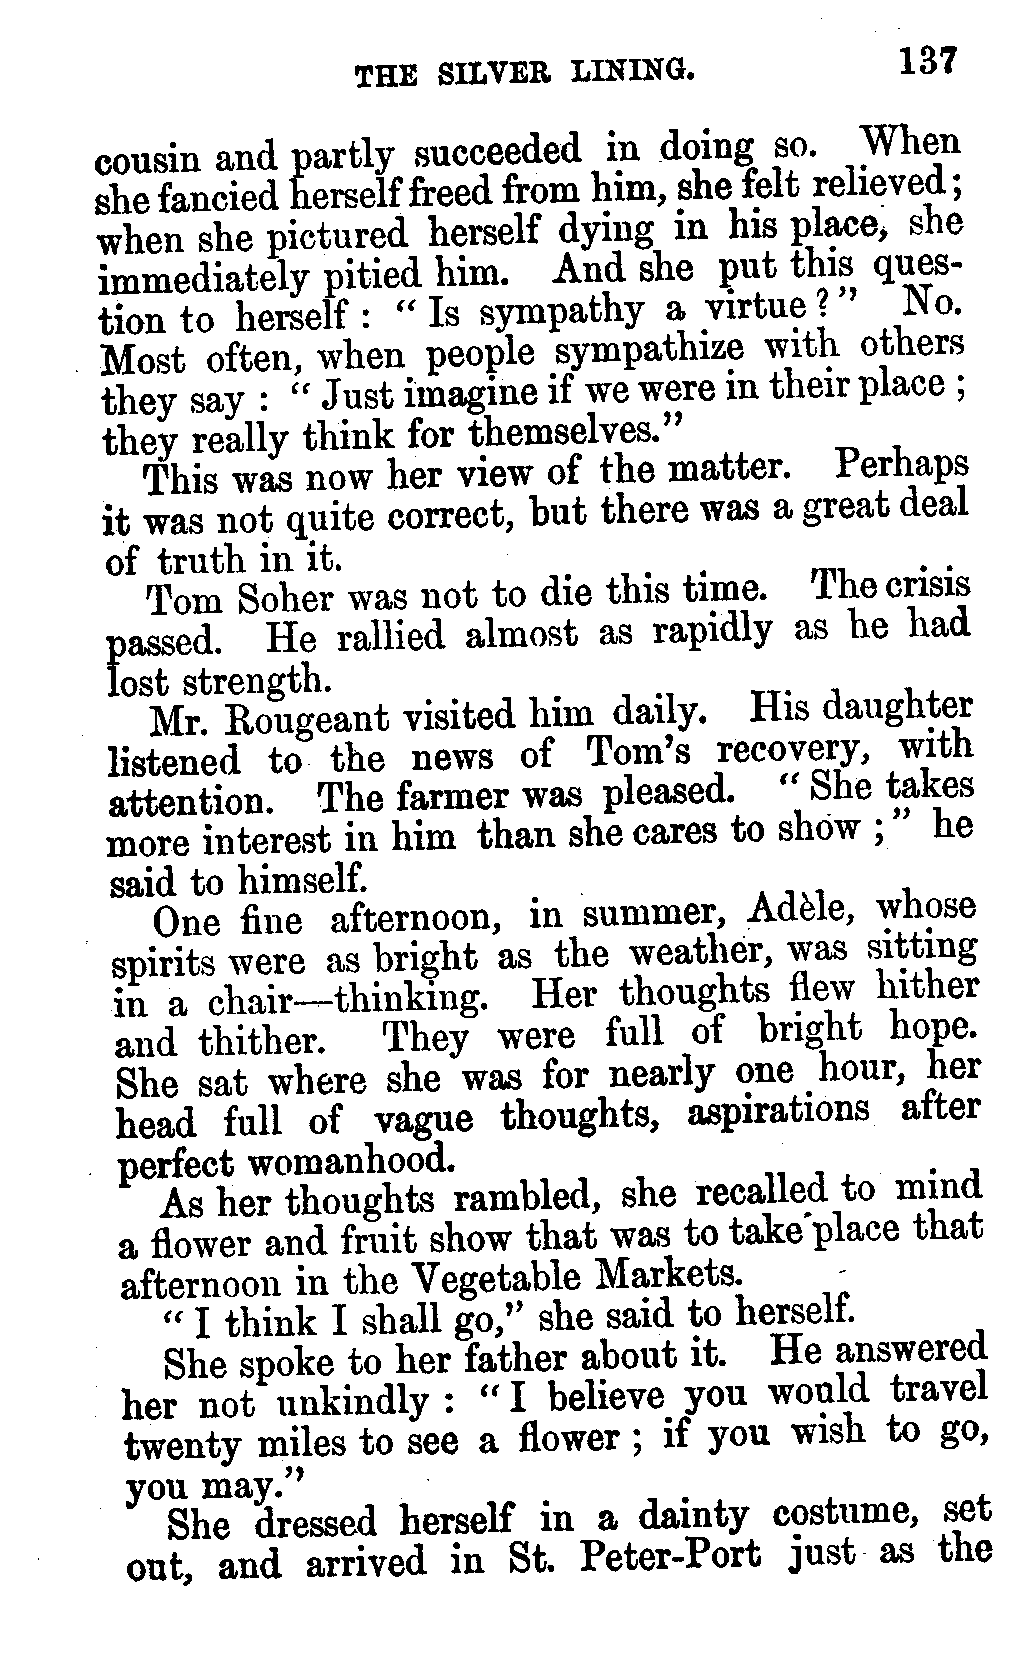 THE SILVER LINING. 137
cousin and partly succeeded in doing so. When
she fancied herself freed from him, she felt relieved;
when she pictured herself dying in his place, she
immediately pitied him. And she put this ques-
tion to herself : “ Is sympathy a virtue ? ” No.
Most often, when people sympathize with others
they say : “ Just imagine if we were in their place ;
they really think for themselves.”
This was now her view of the matter. Perhaps
it was not quite correct, but there was a great deal
of truth in it.
Tom Soher was not to die this time. The crisis
passed. He rallied almost as rapidly as he had
lost strength.
Mr. Rougeant visited him daily. His daughter
listened to the news of Tom’s recovery, with
attention. The farmer was pleased. “ She takes
more interest in him than she cares to show ; ” he
said to himself.
One fine afternoon, in summer, Adèle, whose
spirits were as bright as the weather, was sitting
in a chair—thinking. Her thoughts flew hither
and thither. They were full of bright hope.
She sat where she was for nearly one hour, her
head full of vague thoughts, aspirations after
perfect womanhood.
As her thoughts rambled, she recalled to mind
a flower and fruit show that was to take place that
afternoon in the Vegetable Markets.
“ I think I shall go,” she said to herself.
She spoke to her father about it. He answered
her not unkindly : “ I believe you would travel
twenty miles to see a flower ; if you wish to go,
you may.”
She dressed herself in a dainty costume, set
out, and arrived in St. Peter-Port just as the